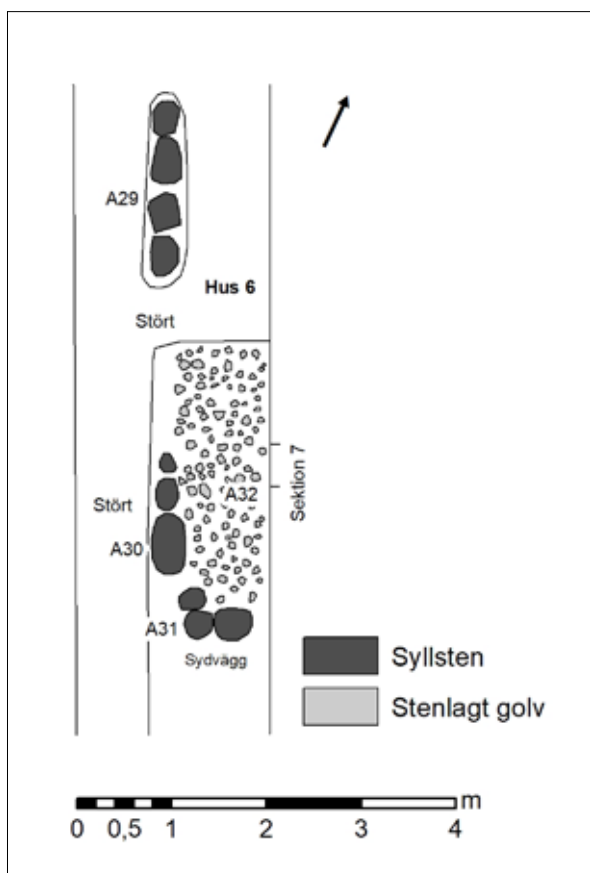 A29
Hus 6
Stört
Sektion 7
A32
Stört
A30
A31
Sydvägg
Syllsten
Stenlagt golv
m
0 0,5 1 2 3 4